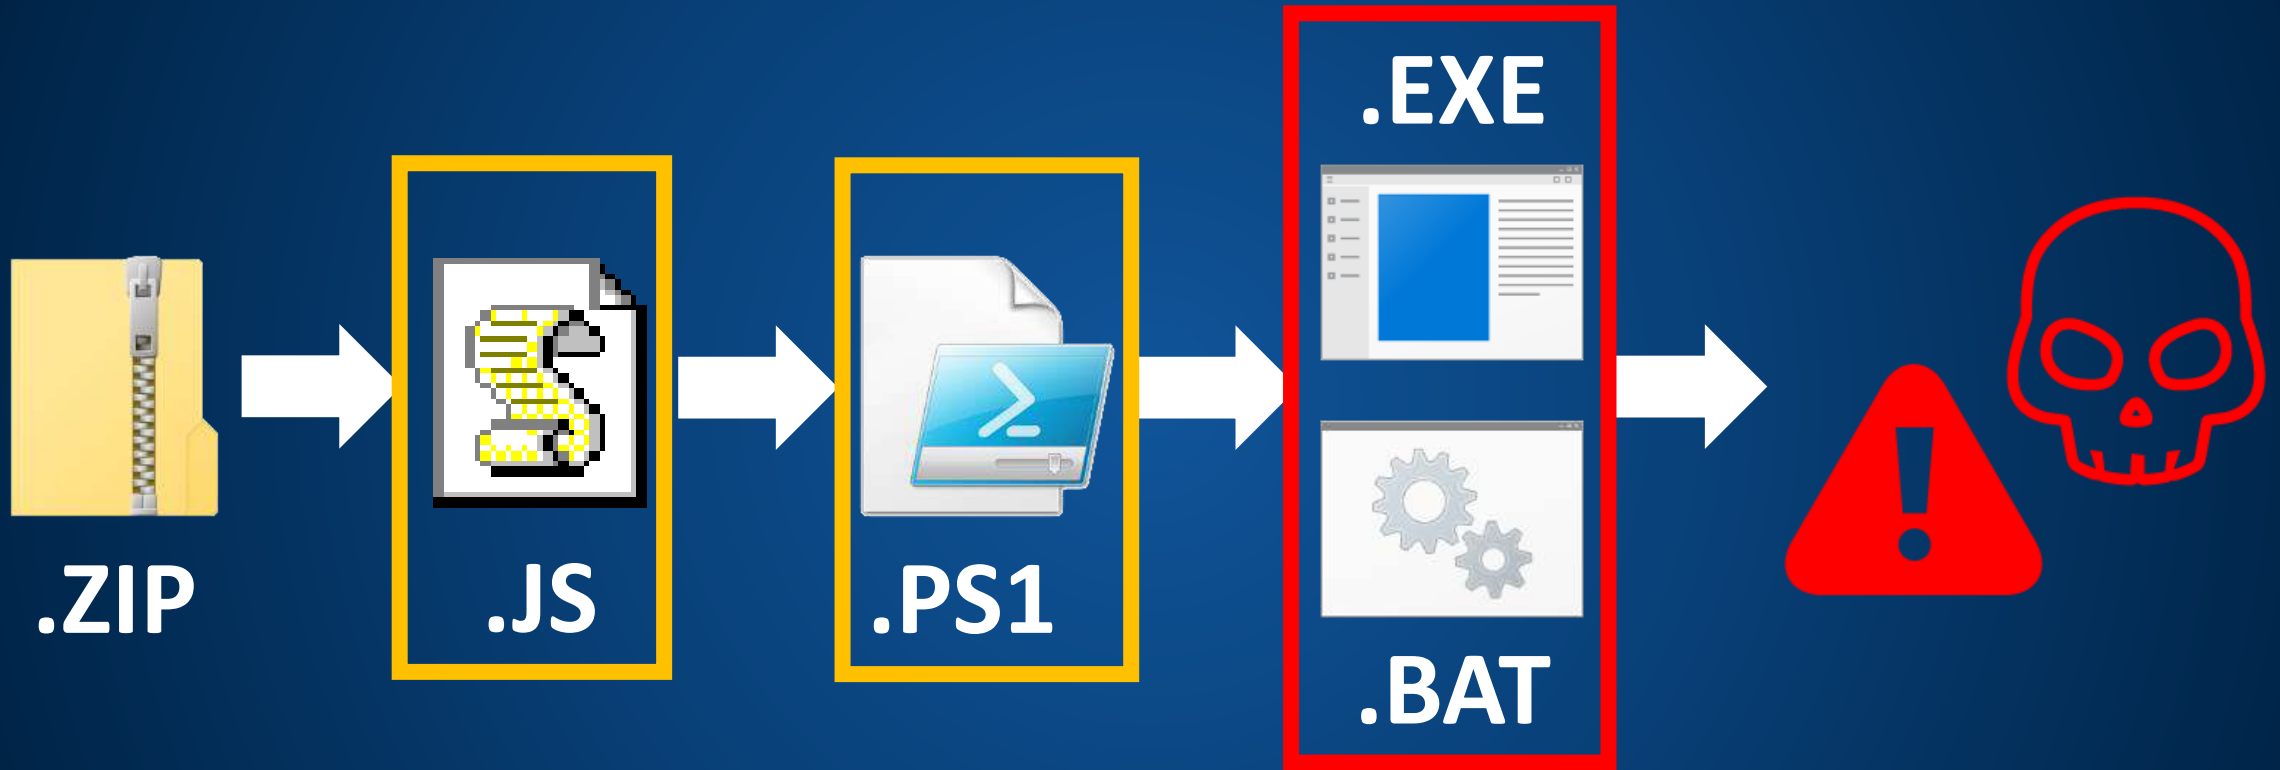 .ZIP
.JS
.PS1
.EXE
.BAT